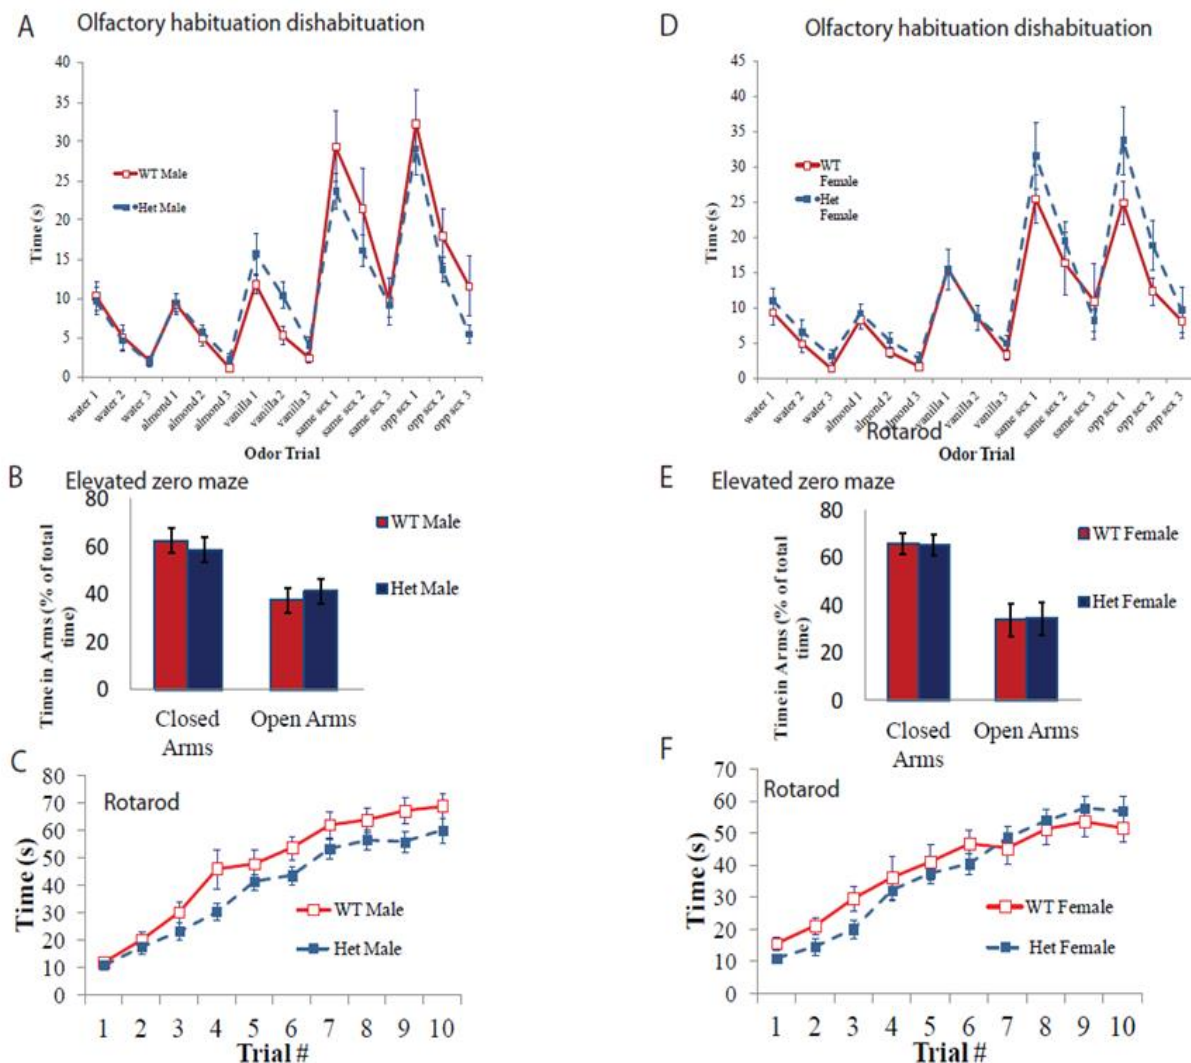 A
Olfactory habituation dishabituation
40
35
30
25
20
15
10
5
0
Time (s)
WT Male
Het Male
water 1
water 2
water 3
almond 1
almond 2
almond 3
vanilla 1
vanilla 2
vanilla 3
same sex 1
same sex 2
same sex 3
opp sex 1
opp sex 2
opp sex 3
Odor Trial
B
Elevated zero maze
80
60
40
20
0
Time in Arms (% of total
time)
WT Male
Het Male
Closed
Arms
Open Arms
C
Rotarod
80
70
60
50
40
30
20
10
0
Time (s)
WT Male
Het Male
1 2 3 4 5 6 7 8 9 10
Trial #
D
Olfactory habituation dishabituation
45
40
35
30
25
20
15
10
5
0
Time (s)
WT
Female
Het
Female
water 1
water 2
water 3
almond 1
almond 2
almond 3
vanilla 1
vanilla 2
vanilla 3
same sex 1
same sex 2
same sex 3
opp sex 1
opp sex 2
opp sex 3
Rotarod
Odor Trial
E
Elevated zero maze
80
60
40
20
0
Time in Arms (% of total
time)
WT Female
Het Female
Closed
Arms
Open Arms
F
Rotarod
70
60
50
40
30
20
10
0
Time (s)
WT Female
Het Female
1 2 3 4 5 6 7 8 9 10
Trial #